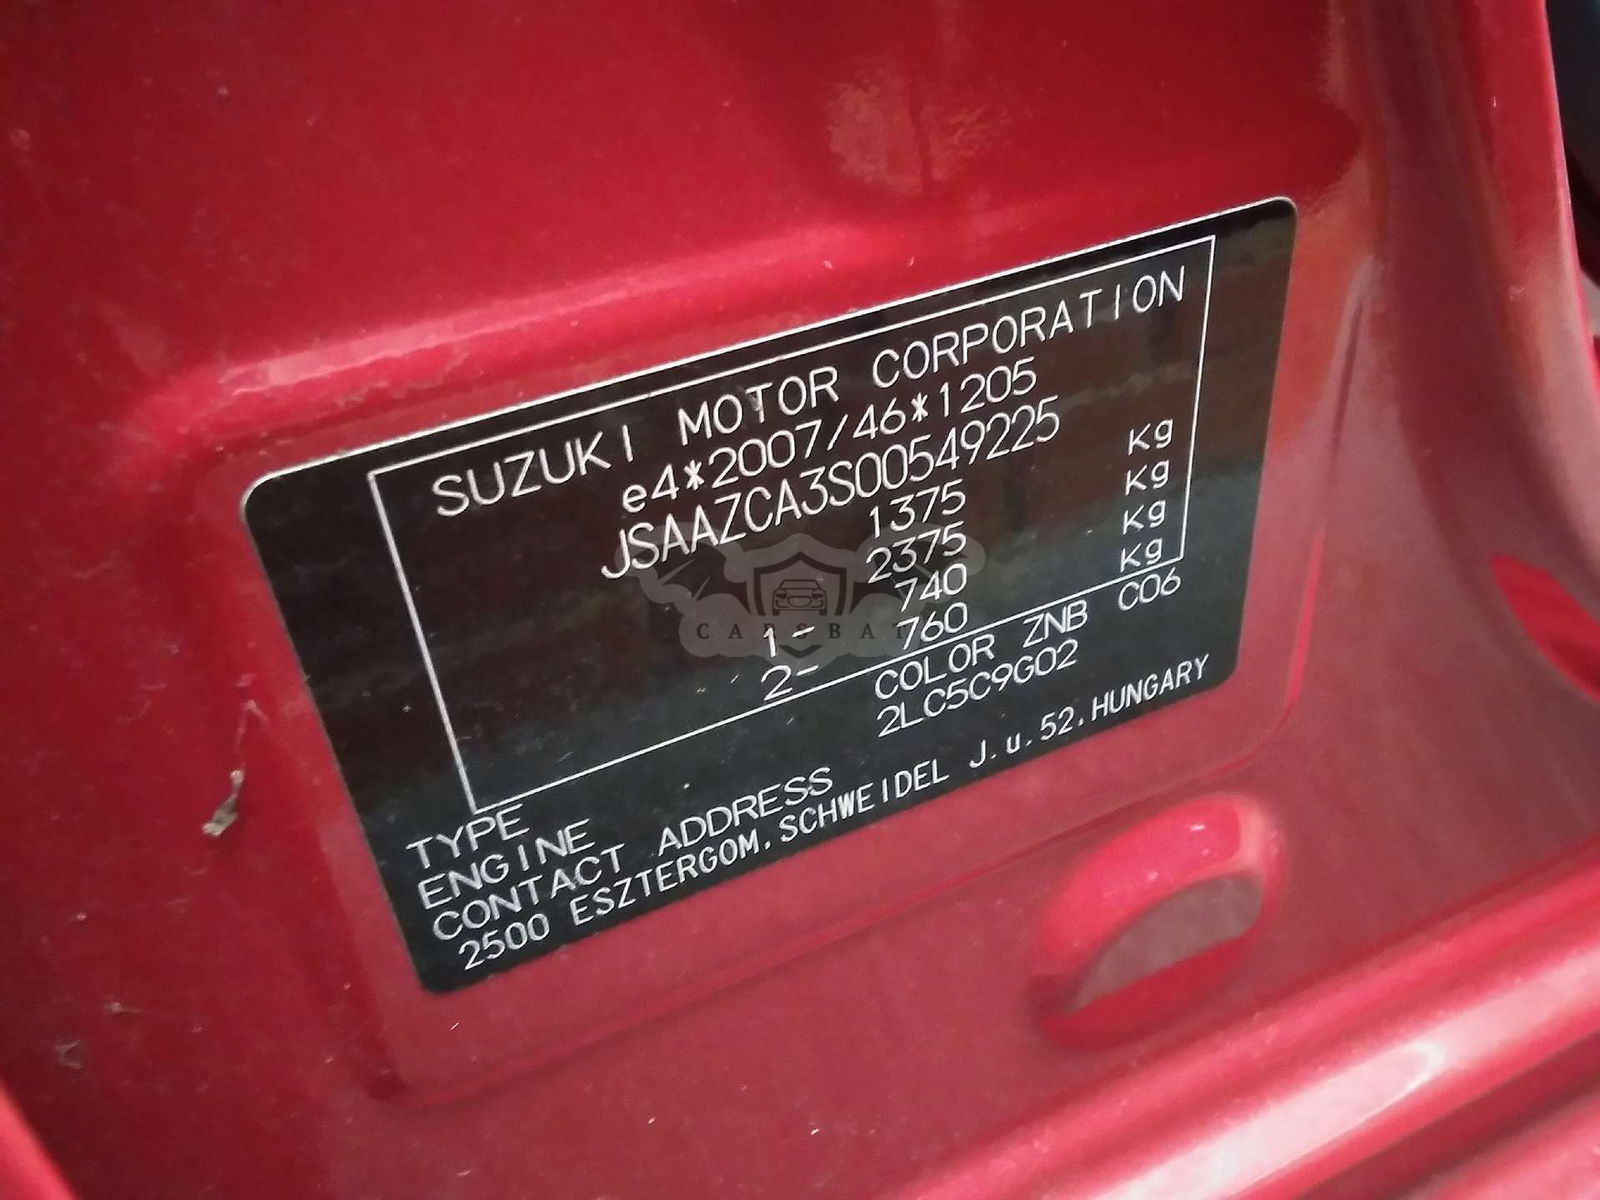 SUZUKI MOTOR CORPORATION
e4*2007/46*1205
JSAAZCA3S00549225
1375 Kg
2375 Kg
1- 740 Kg
2- 760 Kg
COLOR ZNB C06
TYPE 2LC5C9G02
ENGINE
CONTACT ADDRESS
2500 ESZTERGOM, SCHWEIDEL J.u.52. HUNGARY
CARSBAT